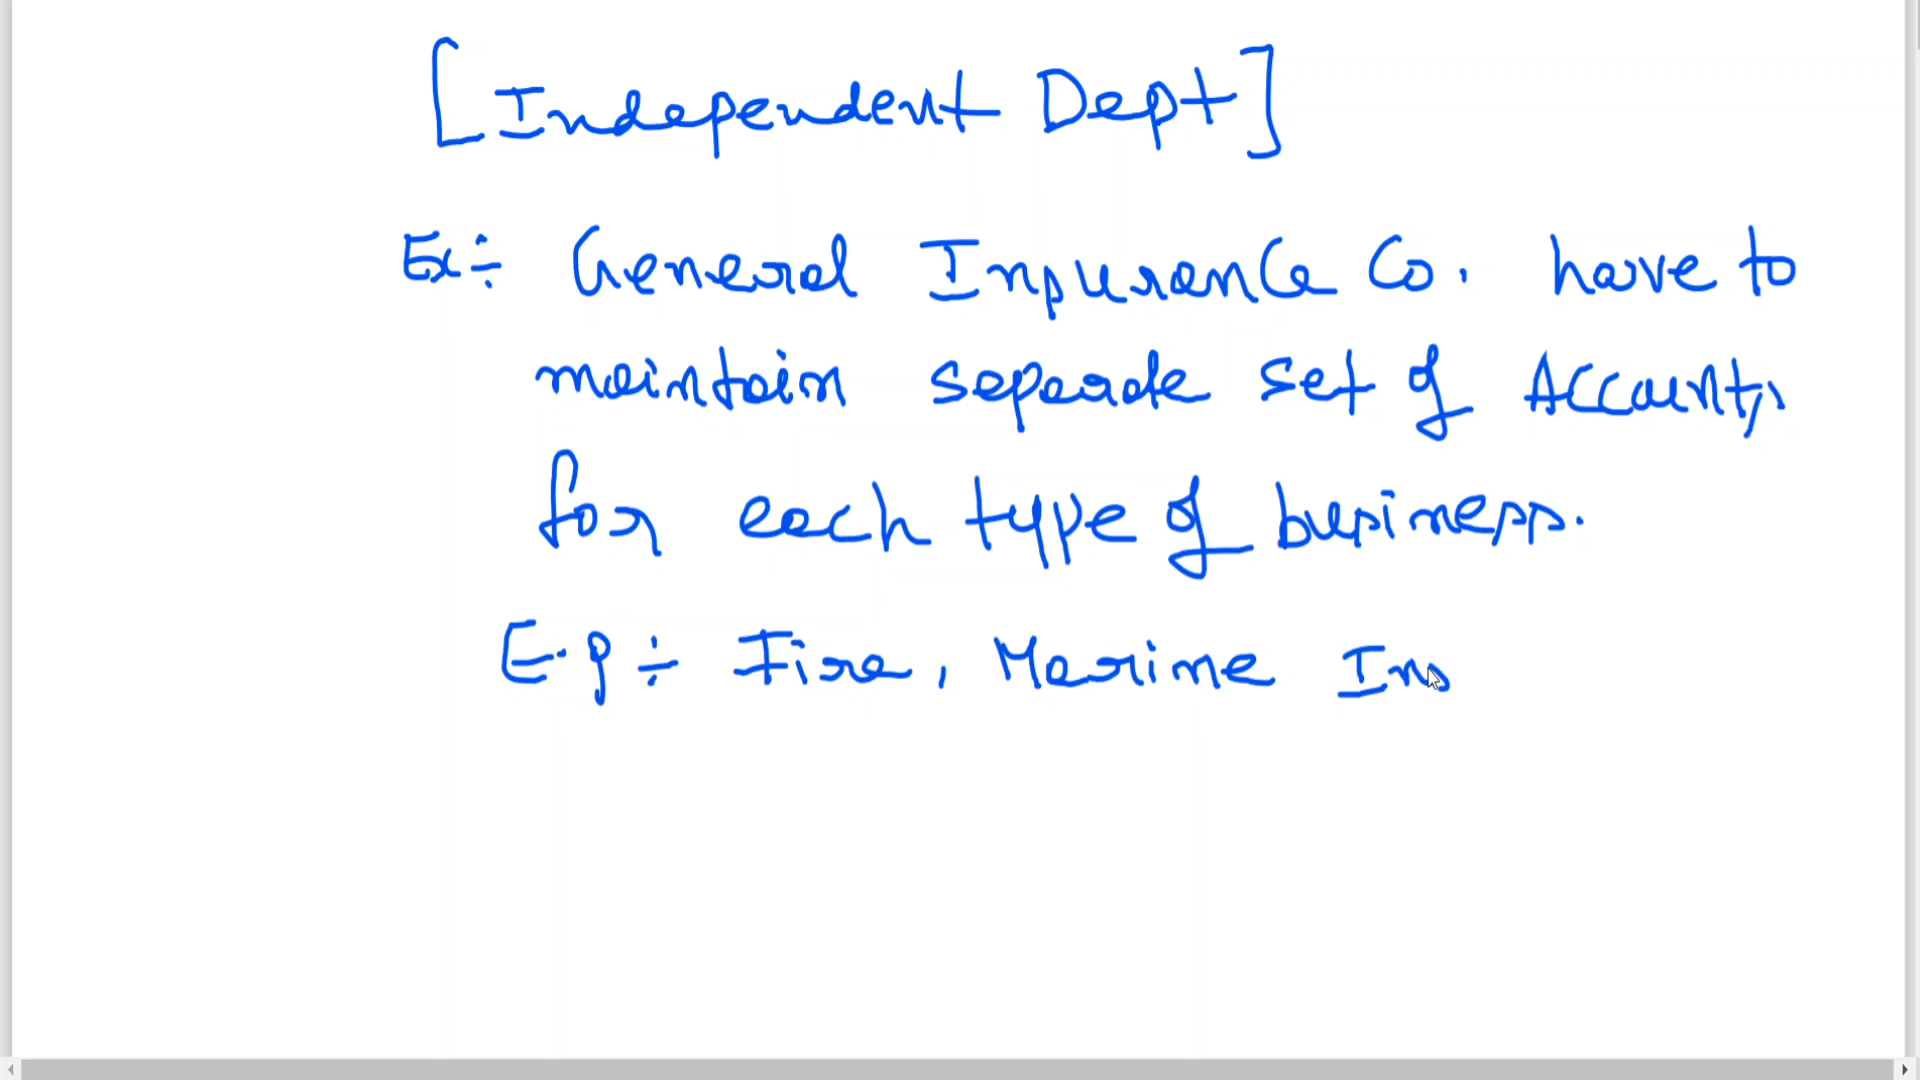 [Independent Dept]
Ex:- General Insurance Co. have to
maintain separate set of Accounts
for each type of business.
E.g:- Fire, Marine Ins